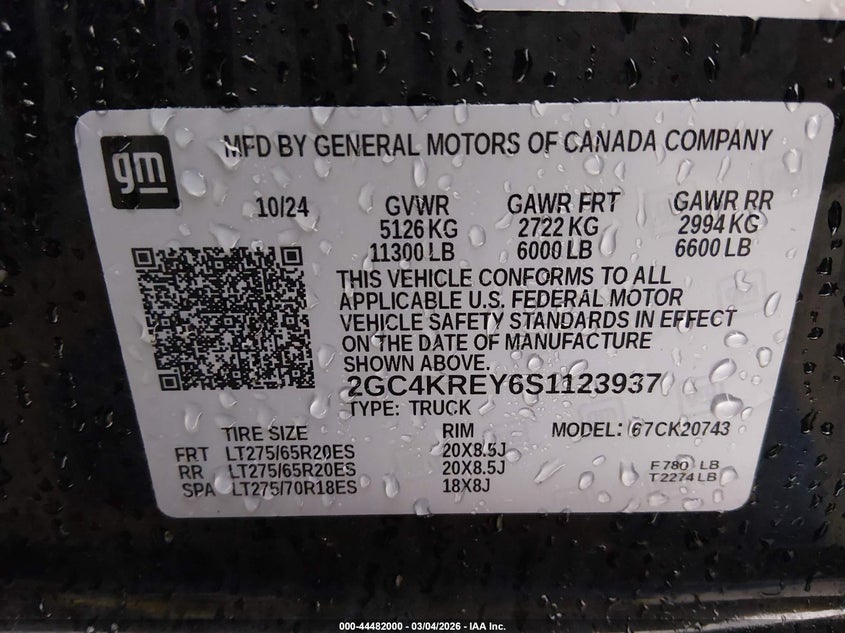 gm
MFD BY GENERAL MOTORS OF CANADA COMPANY
10/24 GVWR GAWR FRT GAWR RR
5126 KG 2722 KG 2994 KG
11300 LB 6000 LB 6600 LB
THIS VEHICLE CONFORMS TO ALL
APPLICABLE U.S. FEDERAL MOTOR
VEHICLE SAFETY STANDARDS IN EFFECT
ON THE DATE OF MANUFACTURE
SHOWN ABOVE.
2GC4KREY6S1123937
TYPE: TRUCK
TIRE SIZE RIM MODEL: 67CK20743
FRT LT275/65R20ES 20X8.5J
RR LT275/65R20ES 20X8.5J F 780 LB
SPA LT275/70R18ES 18X8J T 2274 LB
000-44482000 - 03/04/2026 - IAA Inc.